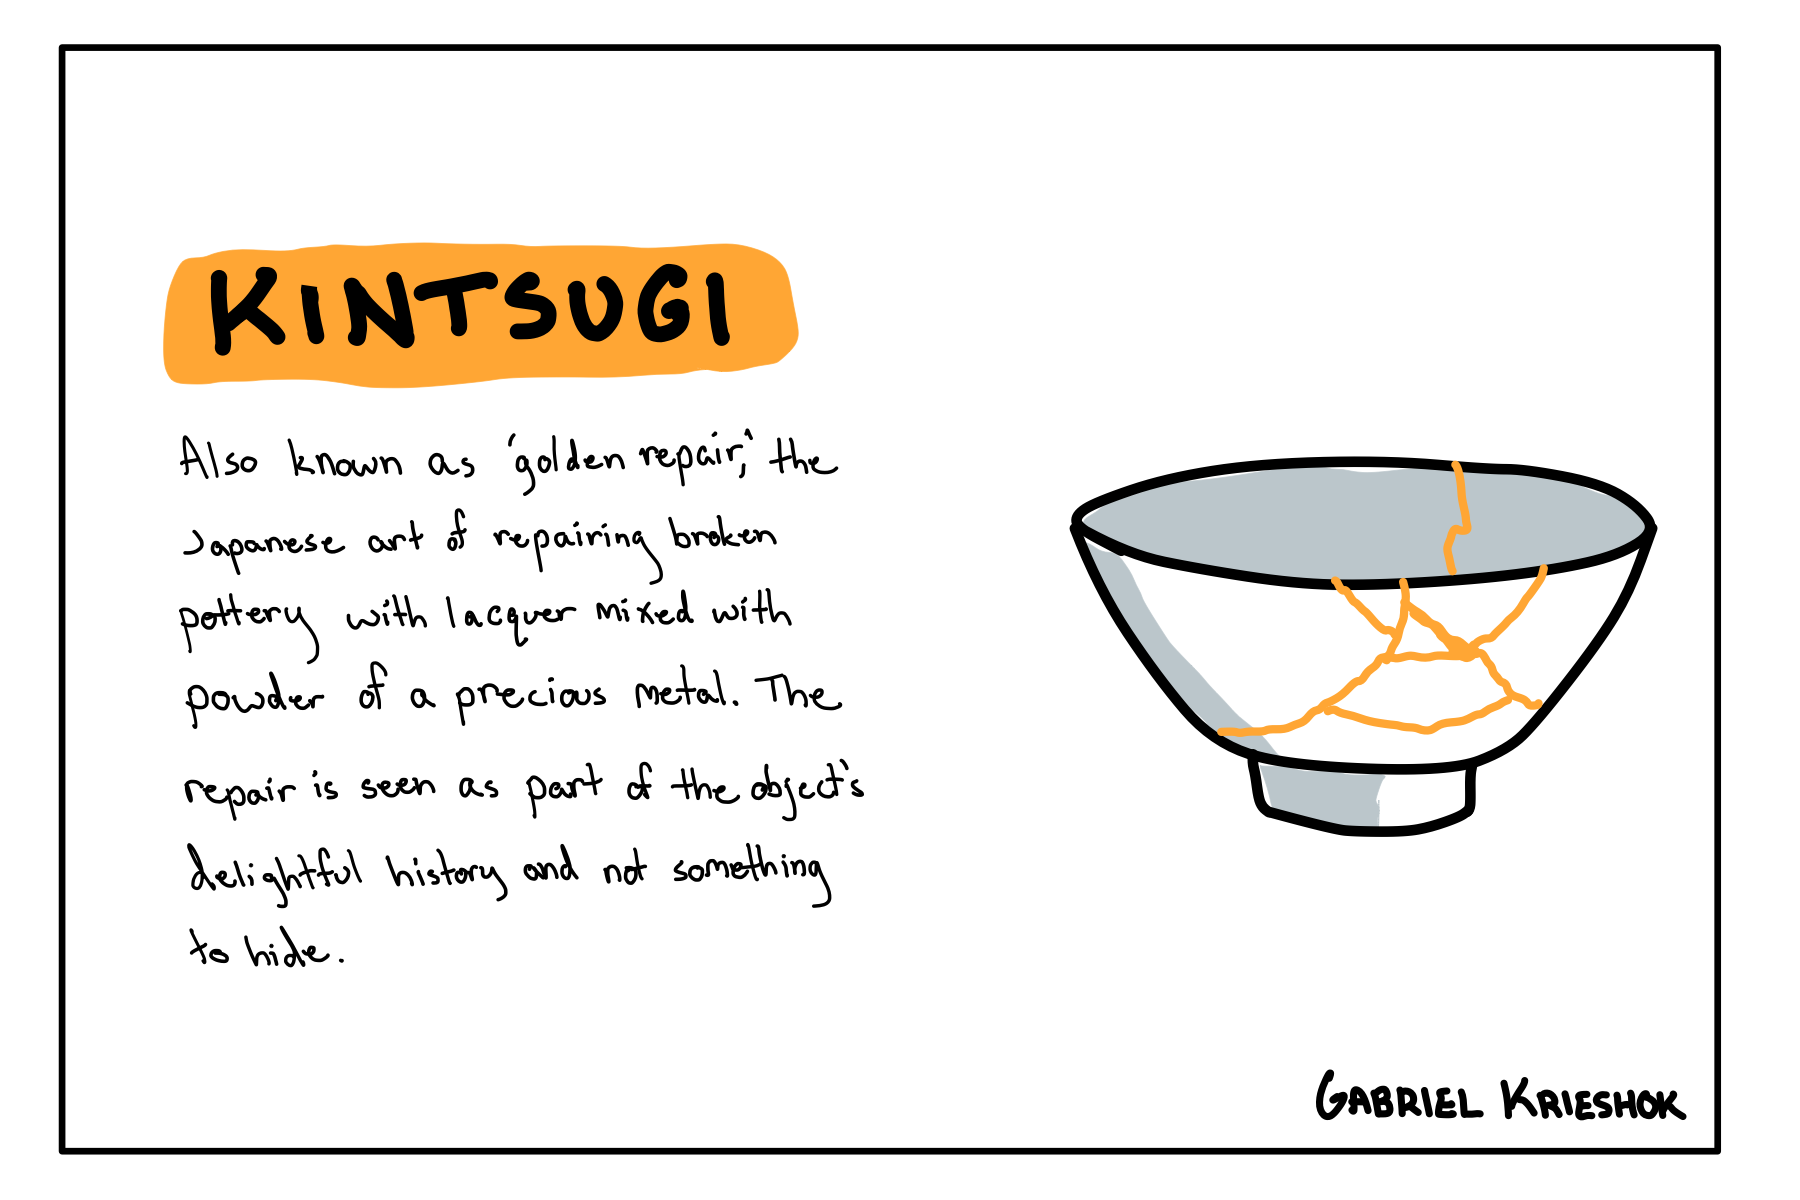 KINTSUGI
Also known as 'golden repair,' the
Japanese art of repairing broken
pottery with lacquer mixed with
powder of a precious metal. The
repair is seen as part of the object's
delightful history and not something
to hide.
GABRIEL KRIESHOK